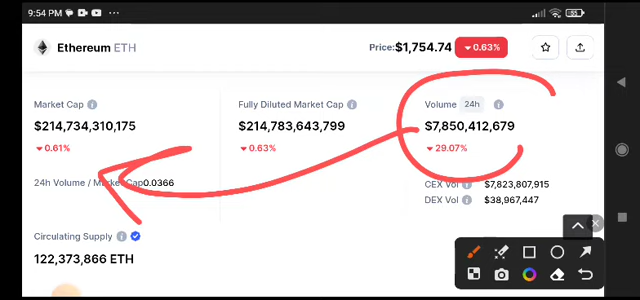 9:54 PM
Ethereum ETH
Price: $1,754.74 0.63%
Market Cap
$214,734,310,175
0.61%
24h Volume / Market Cap 0.0366
Fully Diluted Market Cap
$214,783,643,799
0.63%
Volume 24h
$7,850,412,679
29.07%
CEX Vol $7,823,807,915
DEX Vol $38,967,447
Circulating Supply
122,373,866 ETH